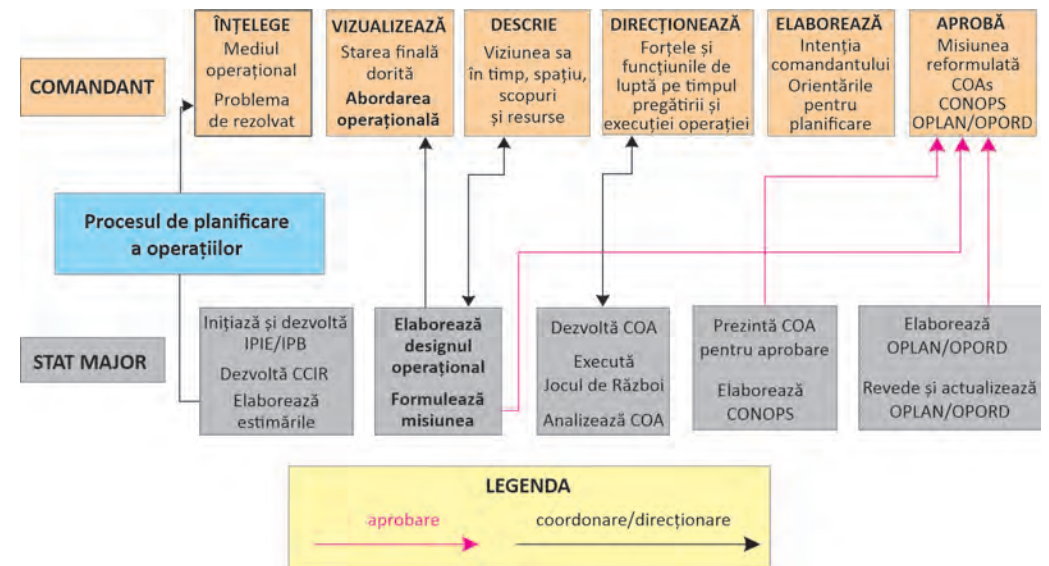 COMANDANT
ÎNȚELEGE
Mediul
operațional
Problema
de rezolvat
VIZUALIZEAZĂ
Starea finală
dorită
Abordarea
operațională
DESCRIE
Viziunea sa
în timp, spațiu,
scopuri
și resurse
DIRECȚIONEAZĂ
Forțele și
funcțiunile de
luptă pe timpul
pregătirii și
execuției operației
ELABOREAZĂ
Intenția
comandantului
Orientările
pentru
planificare
APROBĂ
Misiunea
reformulată
COAs
CONOPS
OPLAN/OPORD
Procesul de planificare
a operațiilor
STAT MAJOR
Inițiază și dezvoltă
IPIE/IPB
Dezvoltă CCIR
Elaborează
estimările
Elaborează
designul
operațional
Formulează
misiunea
Dezvoltă COA
Execută
Jocul de Război
Analizează COA
Prezintă COA
pentru aprobare
Elaborează
CONOPS
Elaborează
OPLAN/OPORD
Revede și actualizează
OPLAN/OPORD
LEGENDA
aprobare
coordonare/direcționare